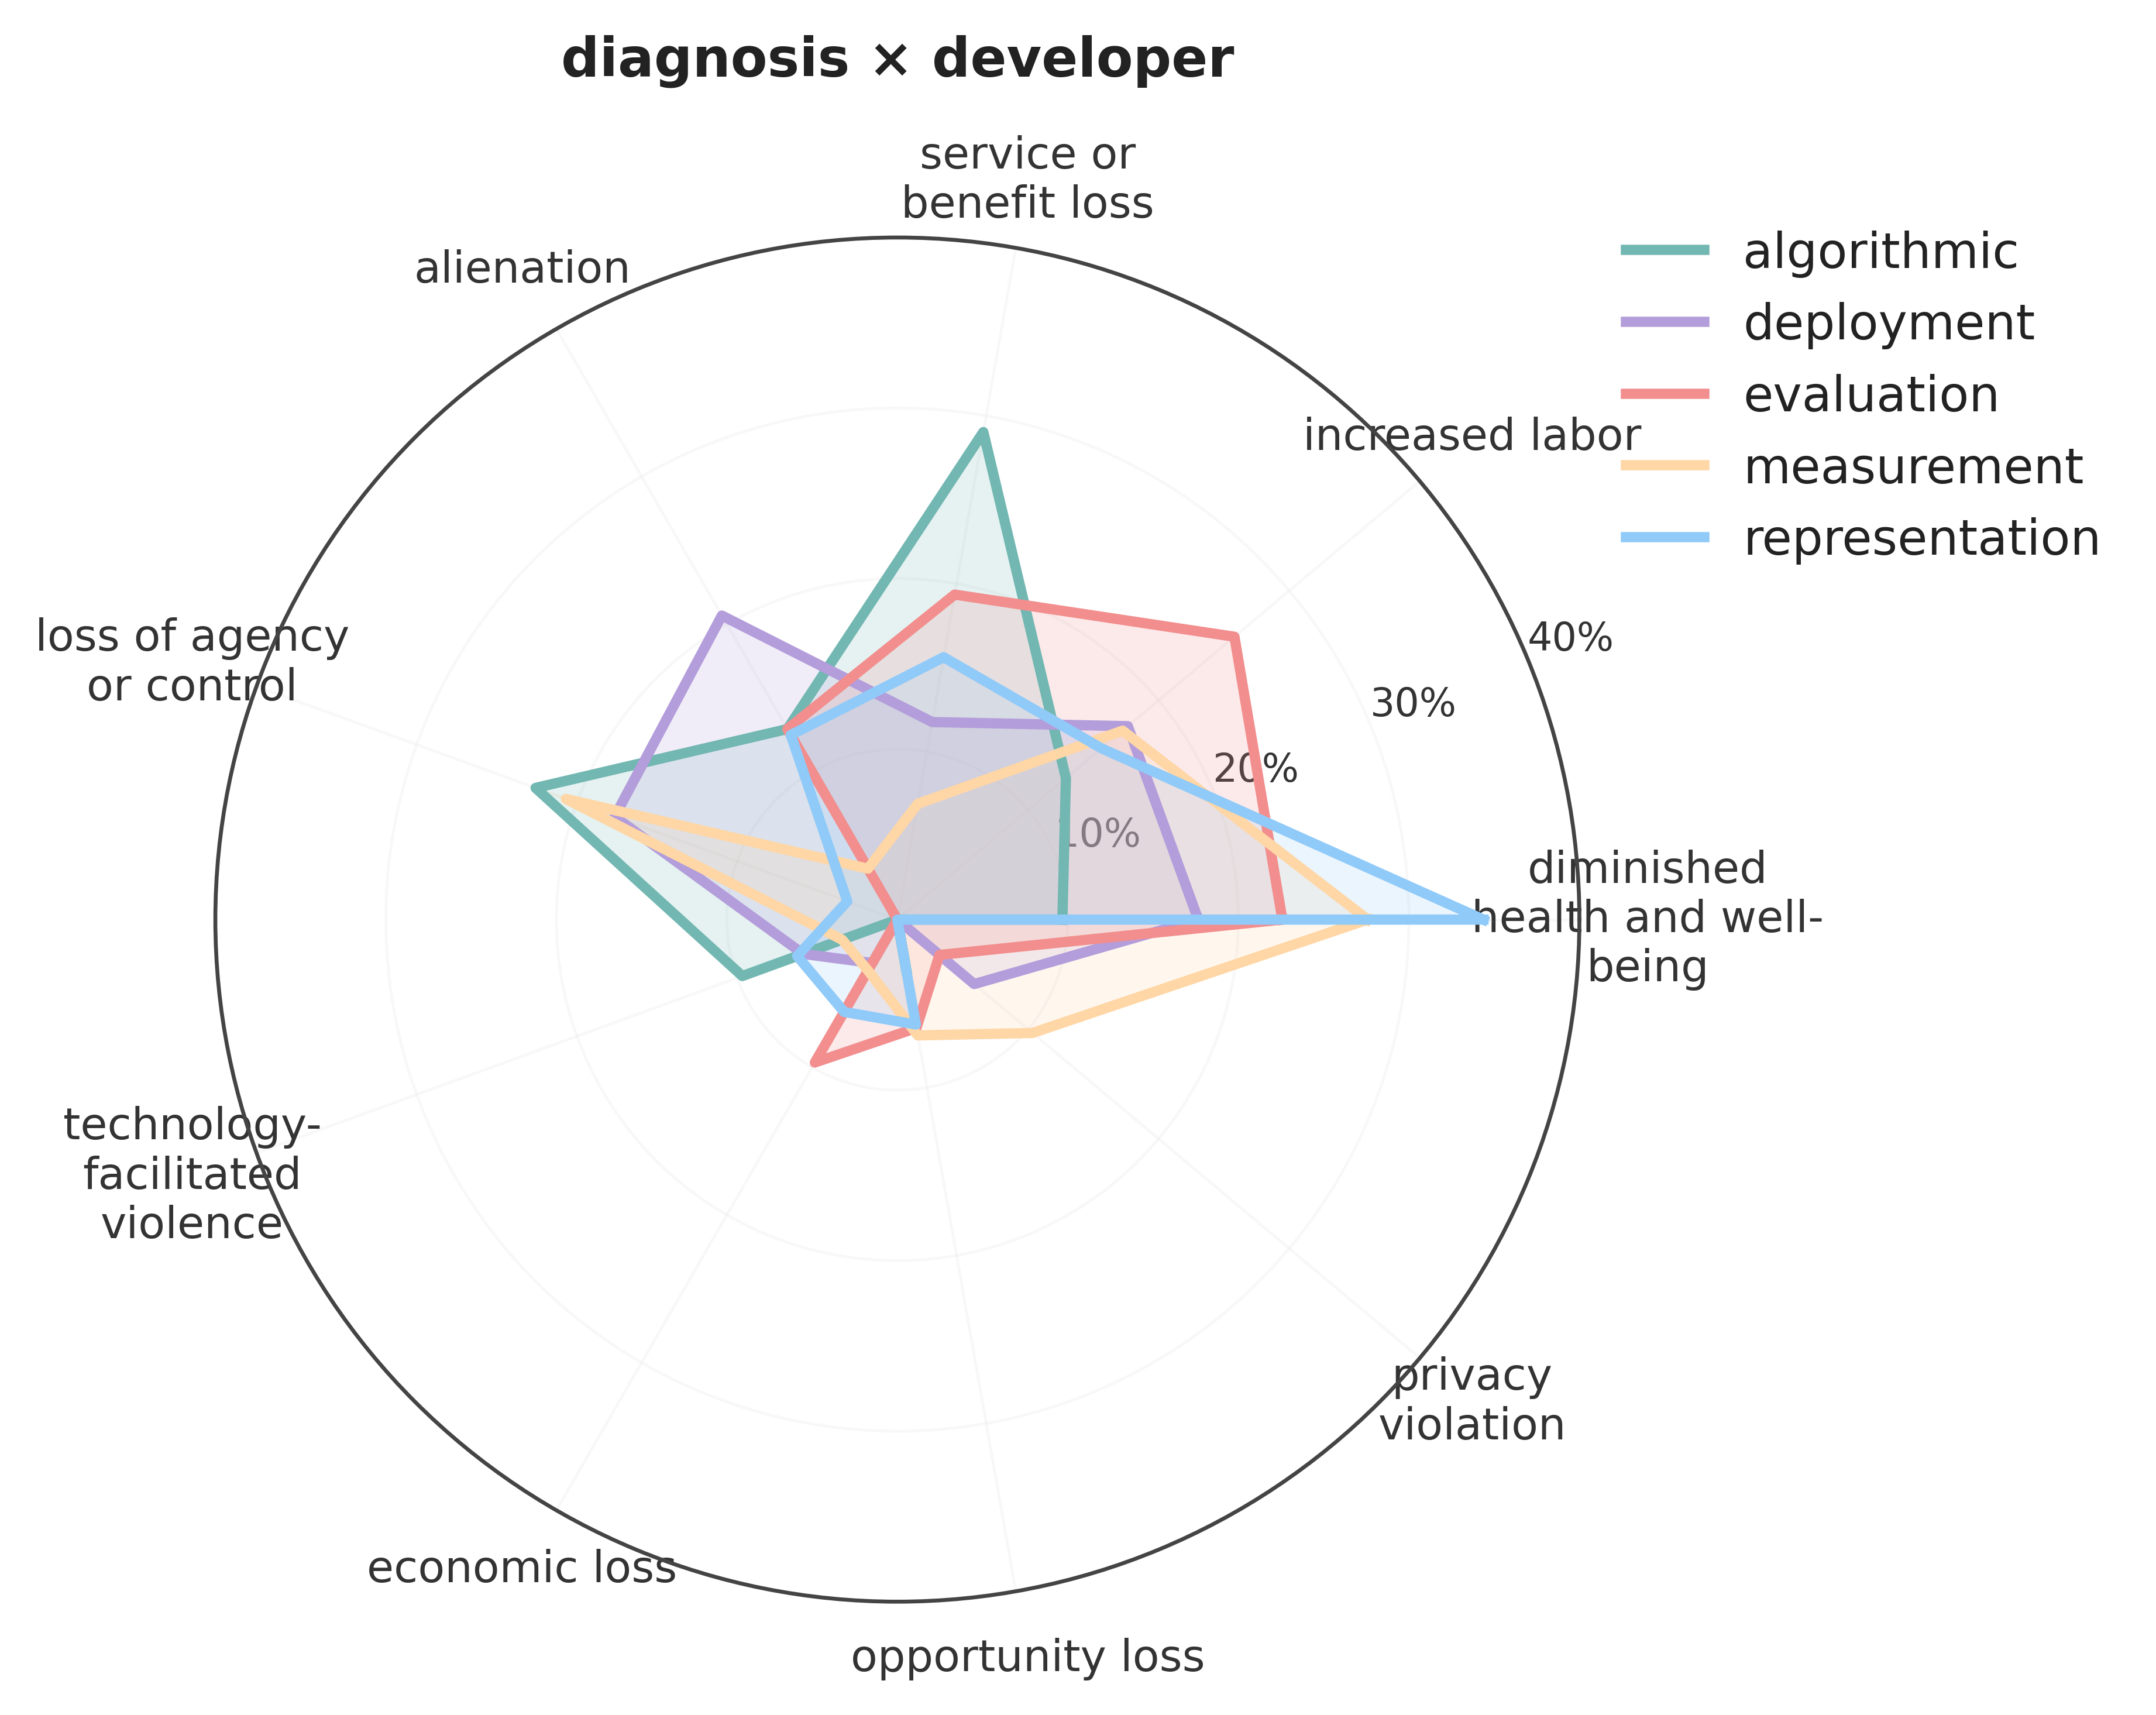 diagnosis × developer
service or
benefit loss
alienation
increased labor
loss of agency
or control
diminished
health and well-
being
technology-
facilitated
violence
privacy
violation
economic loss
opportunity loss
10%
20%
30%
40%
algorithmic
deployment
evaluation
measurement
representation